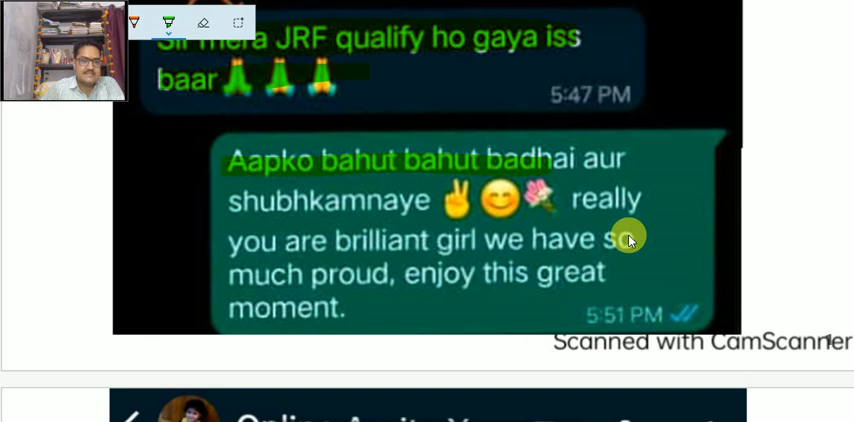 Sir mera JRF qualify ho gaya iss
baar🙏🙏🙏
5:47 PM
Aapko bahut bahut badhai aur
shubhkamnaye ✌️😊💐 really
you are brilliant girl we have so
much proud, enjoy this great
moment.
5:51 PM
Scanned with CamScanner